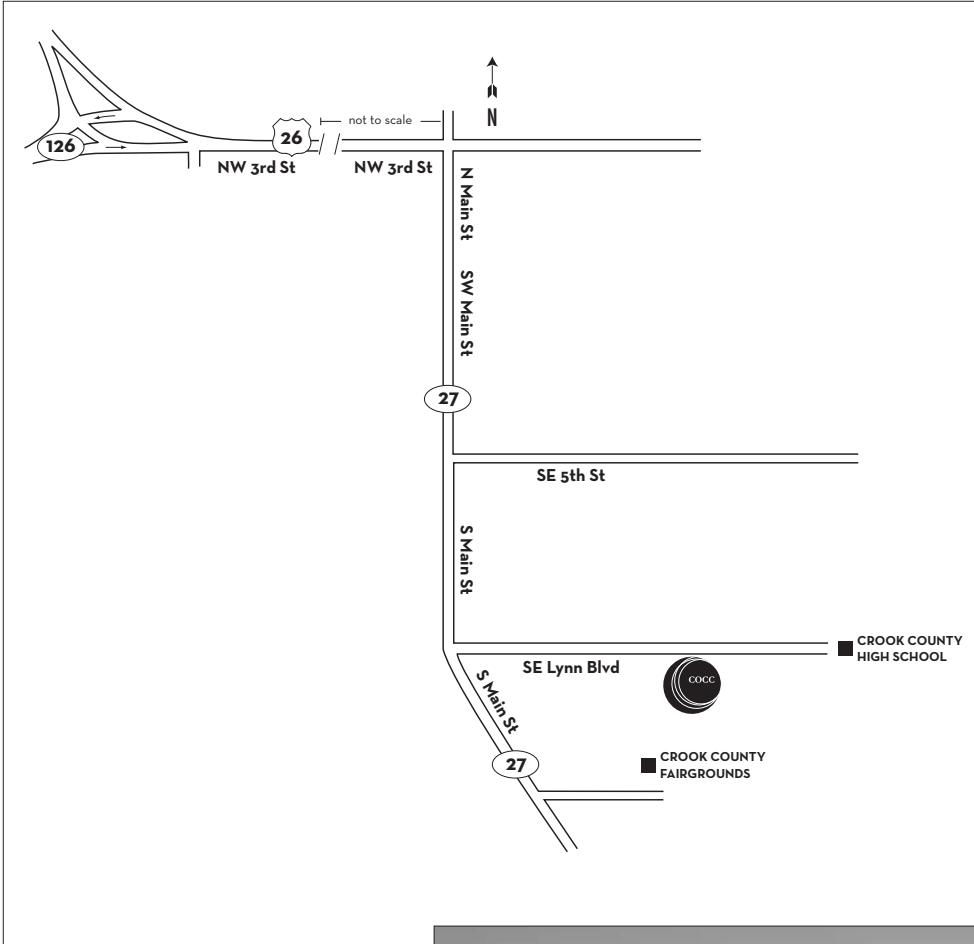 not to scale
N
26
126
NW 3rd St
NW 3rd St
N Main St
SW Main St
27
SE 5th St
S Main St
CROOK COUNTY
HIGH SCHOOL
SE Lynn Blvd
COCC
S Main St
CROOK COUNTY
FAIRGROUNDS
27